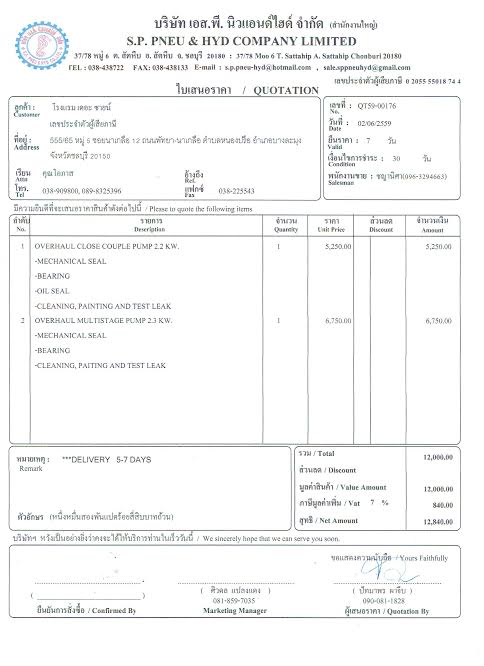 บริษัท เอส.พี. นิวแอนด์ไฮด์ จำกัด (สำนักงานใหญ่)
S.P. PNEU & HYD COMPANY LIMITED
37/78 หมู่ 6 ต. สัตหีบ อ. สัตหีบ จ. ชลบุรี 20180 : 37/78 Moo 6 T. Sattahip A. Sattahip Chonburi 20180
TEL : 038-438722 FAX: 038-438133 E-mail : s.p.pneu-hyd@hotmail.com , sale.sppneuhyd@gmail.com
เลขประจำตัวผู้เสียภาษี 0 2055 55018 74 4
ใบเสนอราคา / QUOTATION
ลูกค้า : โรงแรม เดอะ ซายน์
Customer
เลขประจำตัวผู้เสียภาษี
ที่อยู่ : 555/65 หมู่ 5 ซอยนาเกลือ 12 ถนนพัทยา-นาเกลือ ตำบลหนองปรือ อำเภอบางละมุง
Address จังหวัดชลบุรี 20150
เรียน คุณโอภาส อ้างถึง
Attn Ref.
โทร. 038-909800, 089-8325396 แฟกซ์ 038-225543
Tel Fax
เลขที่ : QT59-00176
No.
วันที่ : 02/06/2559
Date
ยืนราคา : 7 วัน
Valid
เงื่อนไขการชำระ : 30 วัน
Condition
พนักงานขาย : ชญานิศา(096-3294663)
Salesman
มีความยินดีที่จะเสนอราคาสินค้าดังต่อไปนี้ / Please to quote the following items
ลำดับ รายการ จำนวน ราคา ส่วนลด จำนวนเงิน
No. Description Quantity Unit Price Discount Amount
1 OVERHAUL CLOSE COUPLE PUMP 2.2 KW. 1 5,250.00 5,250.00
-MECHANICAL SEAL
-BEARING
-OIL SEAL
-CLEANING, PAINTING AND TEST LEAK
2 OVERHAUL MULTISTAGE PUMP 2.3 KW. 1 6,750.00 6,750.00
-MECHANICAL SEAL
-BEARING
-CLEANING, PAITING AND TEST LEAK
หมายเหตุ : ***DELIVERY 5-7 DAYS
Remark
ตัวอักษร (หนึ่งหมื่นสองพันแปดร้อยสี่สิบบาทถ้วน)
รวม / Total 12,000.00
ส่วนลด / Discount
มูลค่าสินค้า / Value Amount 12,000.00
ภาษีมูลค่าเพิ่ม / Vat 7 % 840.00
สุทธิ / Net Amount 12,840.00
บริษัทฯ หวังเป็นอย่างยิ่งว่าคงจะได้ให้บริการท่านในเร็ววันนี้ / We sincerely hope that we can serve you soon.
ขอแสดงความนับถือ / Yours Faithfully
( ศิวดล แปลงแดง ) ( ปัทมาพร ผาจีบ )
081-859-7035 090-081-1828
ยืนยันการสั่งซื้อ / Confirmed By Marketing Manager ผู้เสนอราคา / Quotation By